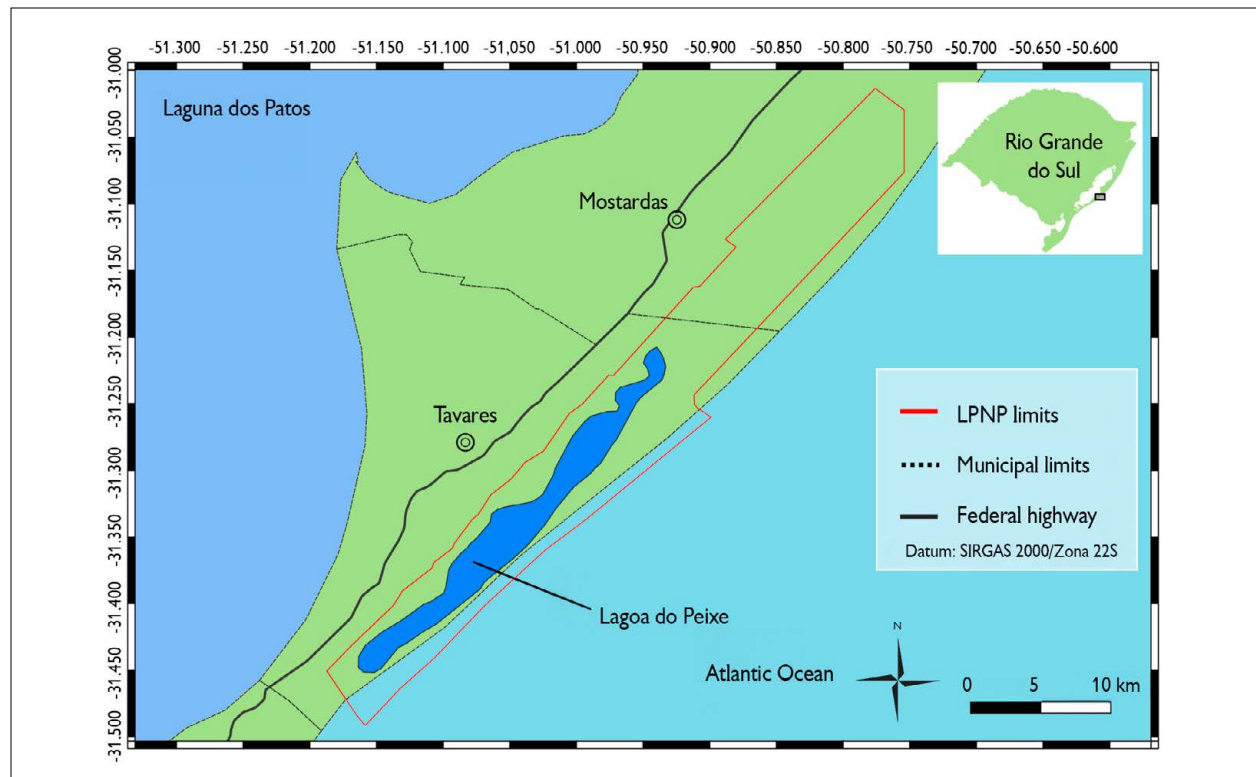 -51.300 -51.250 -51.200 -51.150 -51.100 -51,050 -51.000 -50.950 -50.900 -50.850 -50.800 -50.750 -50.700 -50.650 -50.600
-31.000
-31.050
-31.100
-31.150
-31.200
-31.250
-31.300
-31.350
-31.400
-31.450
-31.500
Laguna dos Patos
Rio Grande
do Sul
Mostardas
Tavares
LPNP limits
Municipal limits
Federal highway
Datum: SIRGAS 2000/Zona 22S
Lagoa do Peixe
Atlantic Ocean
N
0 5 10 km